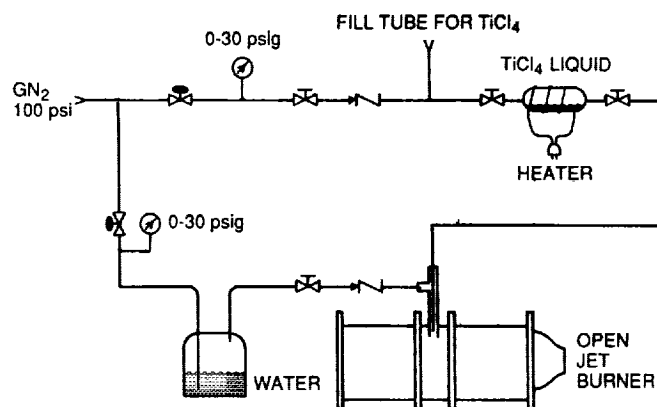 FILL TUBE FOR TiCl4
0-30 psig
TiCl4 LIQUID
GN2
100 psi
HEATER
0-30 psig
WATER
OPEN
JET
BURNER